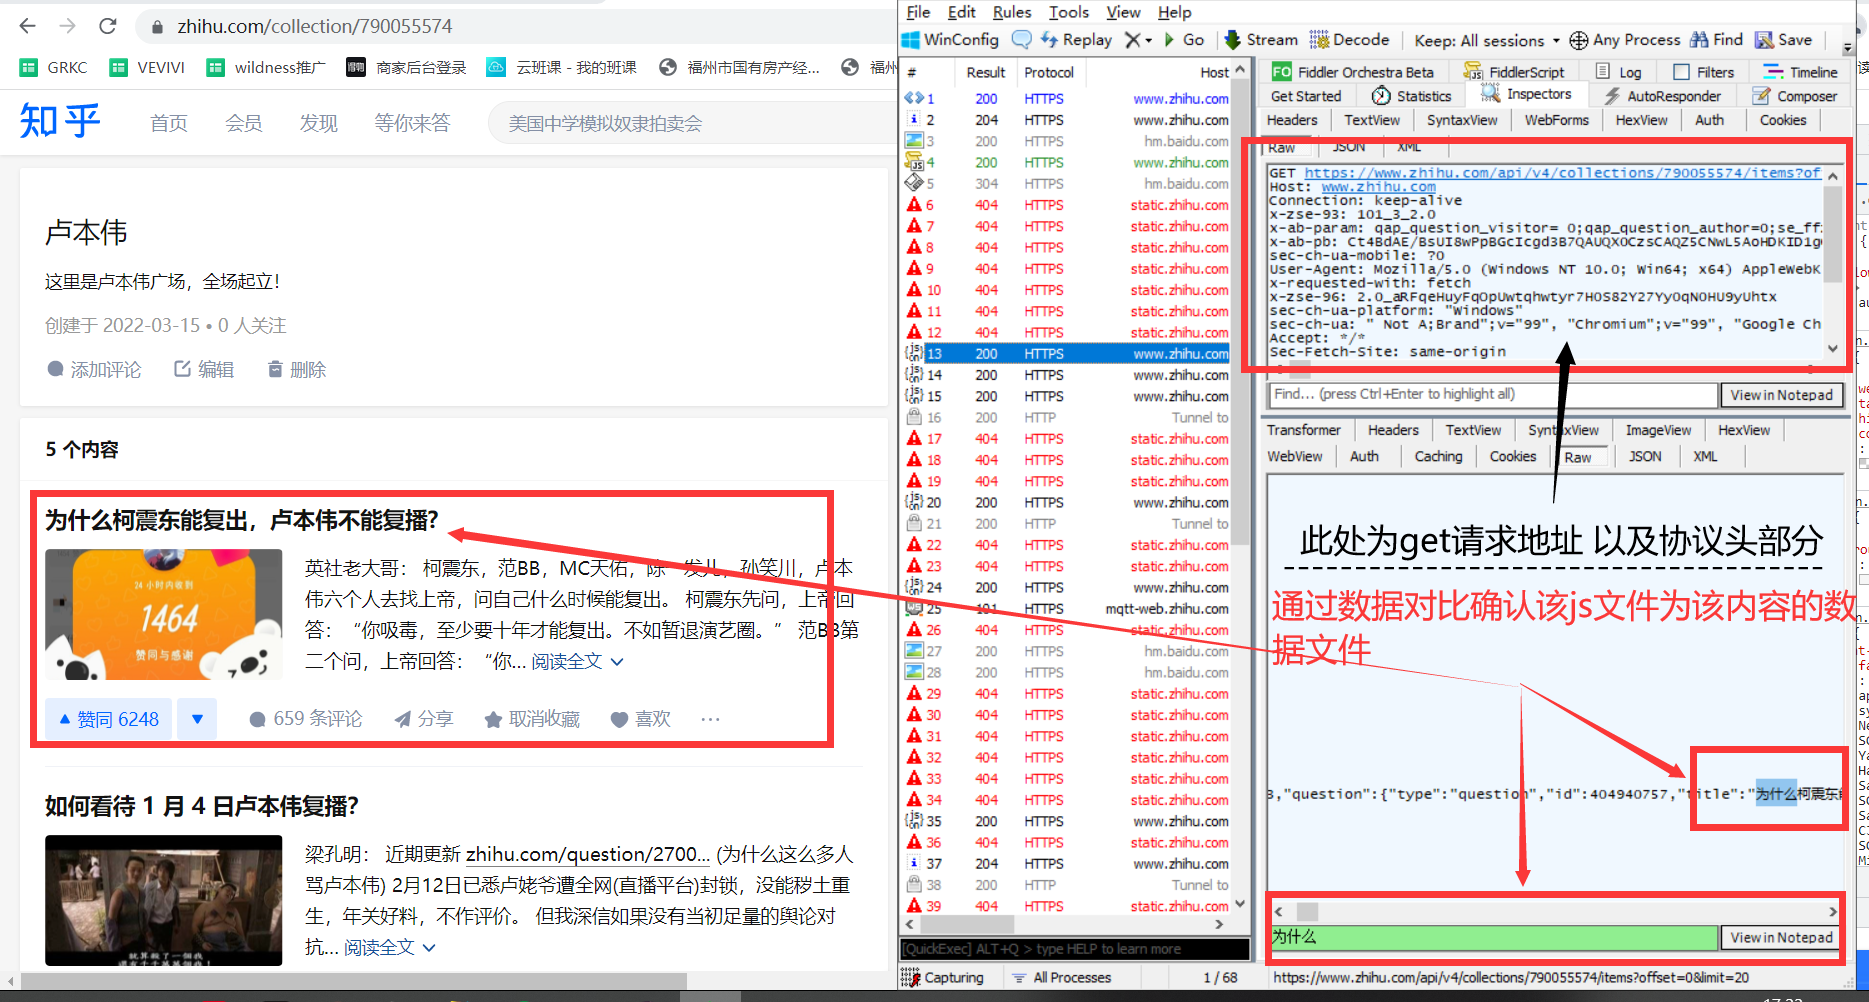 zhihu.com/collection/790055574
GRKC VEVIVI wildness推广 商家后台登录 云班课 - 我的班课 福州市国有房产经... 福州
知乎 首页 会员 发现 等你来答 美国中学模拟奴隶拍卖会
卢本伟
这里是卢本伟广场，全场起立！
创建于 2022-03-15 • 0 人关注
添加评论 编辑 删除
5 个内容
为什么柯震东能复出，卢本伟不能复播？
24 小时内收到
1464
赞同与感谢
英社老大哥： 柯震东，范BB，MC天佑，陈一发儿，孙笑川，卢本
伟六个人去找上帝，问自己什么时候能复出。 柯震东先问，上帝回
答： “你吸毒，至少要十年才能复出。不如暂退演艺圈。” 范BB第
二个问，上帝回答： “你... 阅读全文
赞同 6248 659 条评论 分享 取消收藏 喜欢 ···
如何看待 1 月 4 日卢本伟复播？
梁孔明： 近期更新 zhihu.com/question/2700... (为什么这么多人
骂卢本伟) 2月12日已悉卢姥爷遭全网(直播平台)封锁，没能秽土重
生，年关好料，不作评价。 但我深信如果没有当初足量的舆论对
抗... 阅读全文
就算殺了一個我
File Edit Rules Tools View Help
WinConfig Replay Go Stream Decode Keep: All sessions Any Process Find Save
# Result Protocol Host
1 200 HTTPS www.zhihu.com
2 204 HTTPS www.zhihu.com
3 200 HTTPS hm.baidu.com
4 200 HTTPS www.zhihu.com
5 304 HTTPS hm.baidu.com
6 404 HTTPS static.zhihu.com
7 404 HTTPS static.zhihu.com
8 404 HTTPS static.zhihu.com
9 404 HTTPS static.zhihu.com
10 404 HTTPS static.zhihu.com
11 404 HTTPS static.zhihu.com
12 404 HTTPS static.zhihu.com
13 200 HTTPS www.zhihu.com
14 200 HTTPS www.zhihu.com
15 200 HTTPS www.zhihu.com
16 200 HTTP Tunnel to
17 404 HTTPS static.zhihu.com
18 404 HTTPS static.zhihu.com
19 404 HTTPS static.zhihu.com
20 200 HTTPS www.zhihu.com
21 200 HTTP Tunnel to
22 404 HTTPS static.zhihu.com
23 404 HTTPS static.zhihu.com
24 200 HTTPS www.zhihu.com
25 101 HTTPS mqtt-web.zhihu.com
26 404 HTTPS static.zhihu.com
27 200 HTTPS hm.baidu.com
28 200 HTTPS hm.baidu.com
29 404 HTTPS static.zhihu.com
30 404 HTTPS static.zhihu.com
31 404 HTTPS static.zhihu.com
32 404 HTTPS static.zhihu.com
33 404 HTTPS static.zhihu.com
34 404 HTTPS static.zhihu.com
35 200 HTTPS www.zhihu.com
36 404 HTTPS static.zhihu.com
37 204 HTTPS www.zhihu.com
38 200 HTTP Tunnel to
39 404 HTTPS static.zhihu.com
[QuickExec] ALT+Q > type HELP to learn more
Capturing All Processes 1 / 68 https://www.zhihu.com/api/v4/collections/790055574/items?offset=0&limit=20
FO Fiddler Orchestra Beta FiddlerScript Log Filters Timeline
Get Started Statistics Inspectors AutoResponder Composer
Headers TextView SyntaxView WebForms HexView Auth Cookies
Raw JSON XML
GET https://www.zhihu.com/api/v4/collections/790055574/items?of
Host: www.zhihu.com
Connection: keep-alive
x-zse-93: 101_3_2.0
x-ab-param: qap_question_visitor= 0;qap_question_author=0;se_ff
x-ab-pb: Ct4BdAE/BsUI8wPpBGcIcgd3B7QAUQXOCzsCAQZ5CNwL5AoHDKID1g
sec-ch-ua-mobile: ?0
User-Agent: Mozilla/5.0 (Windows NT 10.0; Win64; x64) AppleWebK
x-requested-with: fetch
x-zse-96: 2.0_aRFqeHuyFqOpUwtqhwtyr7H0S82Y27YyOqN0HU9yUhtx
sec-ch-ua-platform: "Windows"
sec-ch-ua: " Not A;Brand";v="99", "Chromium";v="99", "Google Ch
Accept: */*
Sec-Fetch-Site: same-origin
Find... (press Ctrl+Enter to highlight all) View in Notepad
Transformer Headers TextView SyntaxView ImageView HexView
WebView Auth Caching Cookies Raw JSON XML
此处为get请求地址 以及协议头部分
通过数据对比确认该js文件为该内容的数
据文件
3,"question":{"type":"question","id":404940757,"title":"为什么柯震东能
为什么 View in Notepad